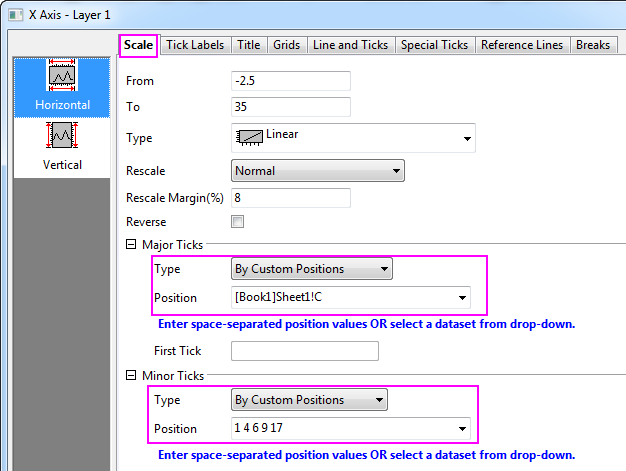 X Axis - Layer 1
Scale Tick Labels Title Grids Line and Ticks Special Ticks Reference Lines Breaks
Horizontal
Vertical
From -2.5
To 35
Type Linear
Rescale Normal
Rescale Margin(%) 8
Reverse
Major Ticks
Type By Custom Positions
Position [Book1]Sheet1!C
Enter space-separated position values OR select a dataset from drop-down.
First Tick
Minor Ticks
Type By Custom Positions
Position 1 4 6 9 17
Enter space-separated position values OR select a dataset from drop-down.